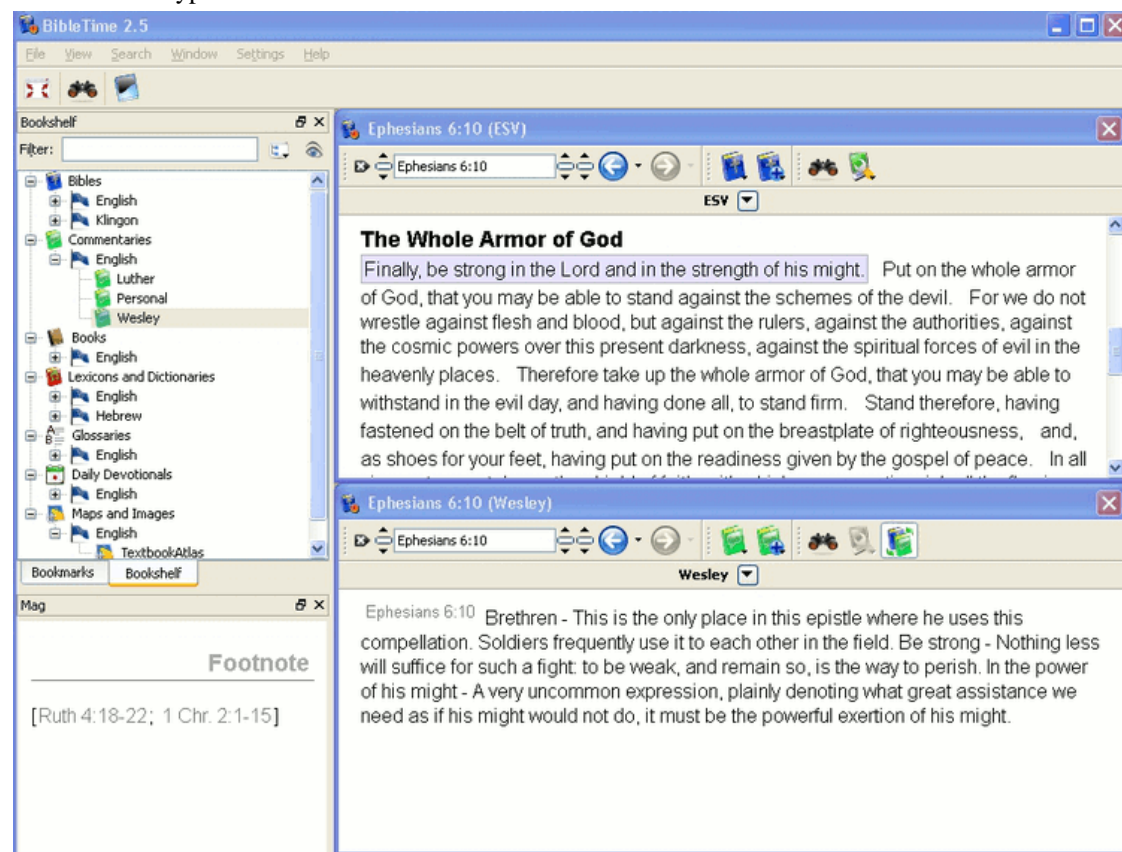 BibleTime 2.5
File View Search Window Settings Help
Bookshelf
Filter:
Bibles
English
Klingon
Commentaries
English
Luther
Personal
Wesley
Books
English
Lexicons and Dictionaries
English
Hebrew
Glossaries
English
Daily Devotionals
English
Maps and Images
English
TextbookAtlas
Bookmarks Bookshelf
Mag
Footnote
[Ruth 4:18-22; 1 Chr. 2:1-15]
Ephesians 6:10 (ESV)
Ephesians 6:10
ESV
The Whole Armor of God
Finally, be strong in the Lord and in the strength of his might. Put on the whole armor
of God, that you may be able to stand against the schemes of the devil. For we do not
wrestle against flesh and blood, but against the rulers, against the authorities, against
the cosmic powers over this present darkness, against the spiritual forces of evil in the
heavenly places. Therefore take up the whole armor of God, that you may be able to
withstand in the evil day, and having done all, to stand firm. Stand therefore, having
fastened on the belt of truth, and having put on the breastplate of righteousness, and,
as shoes for your feet, having put on the readiness given by the gospel of peace. In all
Ephesians 6:10 (Wesley)
Ephesians 6:10
Wesley
Ephesians 6:10 Brethren - This is the only place in this epistle where he uses this
compellation. Soldiers frequently use it to each other in the field. Be strong - Nothing less
will suffice for such a fight: to be weak, and remain so, is the way to perish. In the power
of his might - A very uncommon expression, plainly denoting what great assistance we
need as if his might would not do, it must be the powerful exertion of his might.